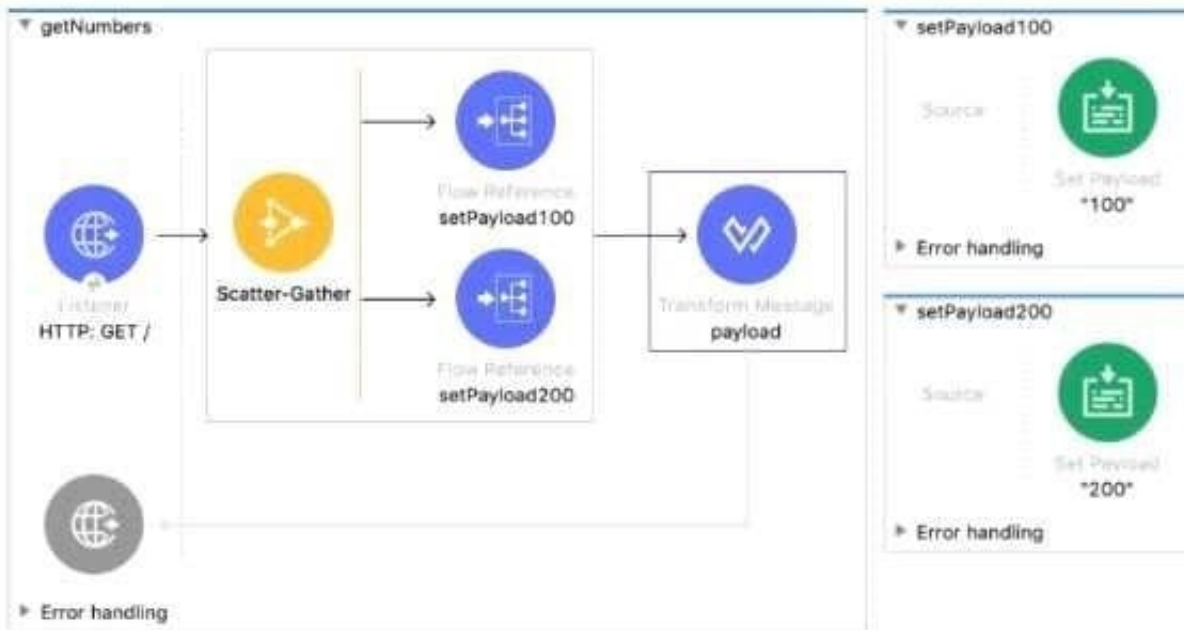 getNumbers
Flow Reference
setPayload100
Listener
HTTP: GET /
Scatter-Gather
Flow Reference
setPayload200
Transform Message
payload
Error handling
setPayload100
Source
Set Payload
"100"
Error handling
setPayload200
Source
Set Payload
"200"
Error handling